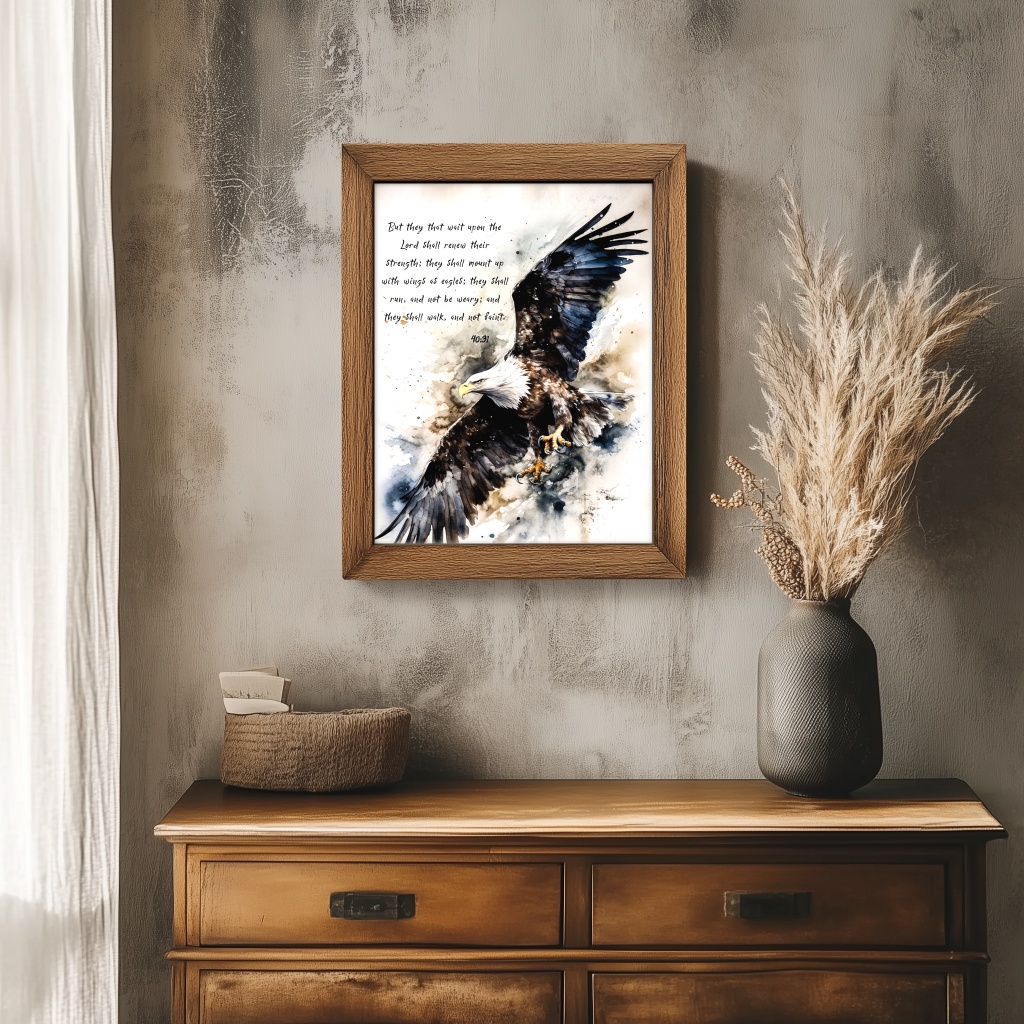 But they that wait upon the
Lord shall renew their
strength; they shall mount up
with wings as eagles; they shall
run, and not be weary; and
they shall walk, and not faint.
40:31